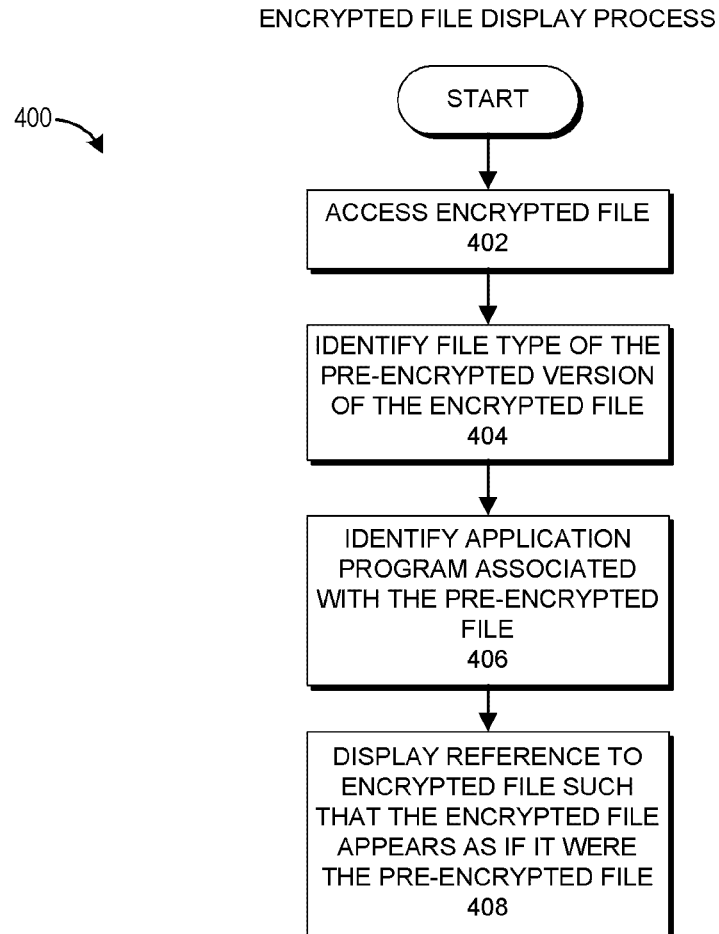 ENCRYPTED FILE DISPLAY PROCESS
START
400
ACCESS ENCRYPTED FILE
402
IDENTIFY FILE TYPE OF THE
PRE-ENCRYPTED VERSION
OF THE ENCRYPTED FILE
404
IDENTIFY APPLICATION
PROGRAM ASSOCIATED
WITH THE PRE-ENCRYPTED
FILE
406
DISPLAY REFERENCE TO
ENCRYPTED FILE SUCH
THAT THE ENCRYPTED FILE
APPEARS AS IF IT WERE
THE PRE-ENCRYPTED FILE
408